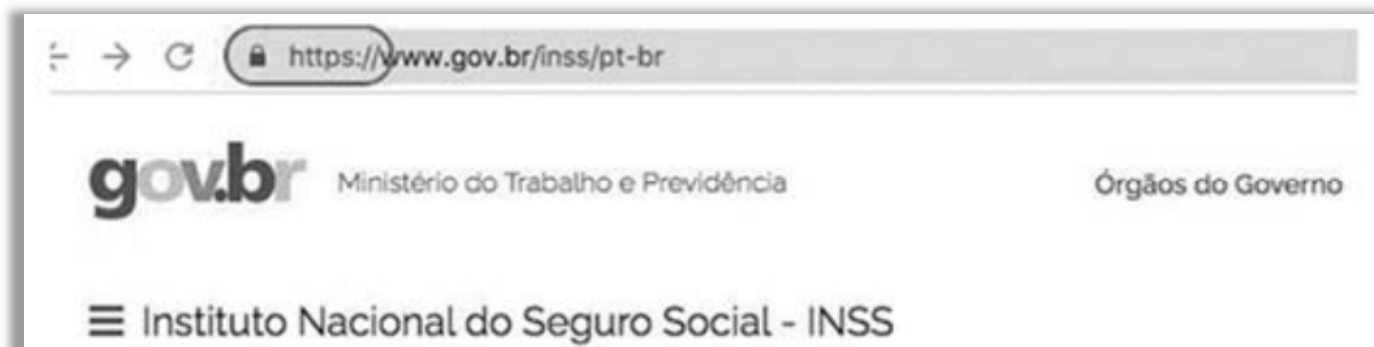 https://www.gov.br/inss/pt-br
gov.br Ministério do Trabalho e Previdência Órgãos do Governo
Instituto Nacional do Seguro Social - INSS